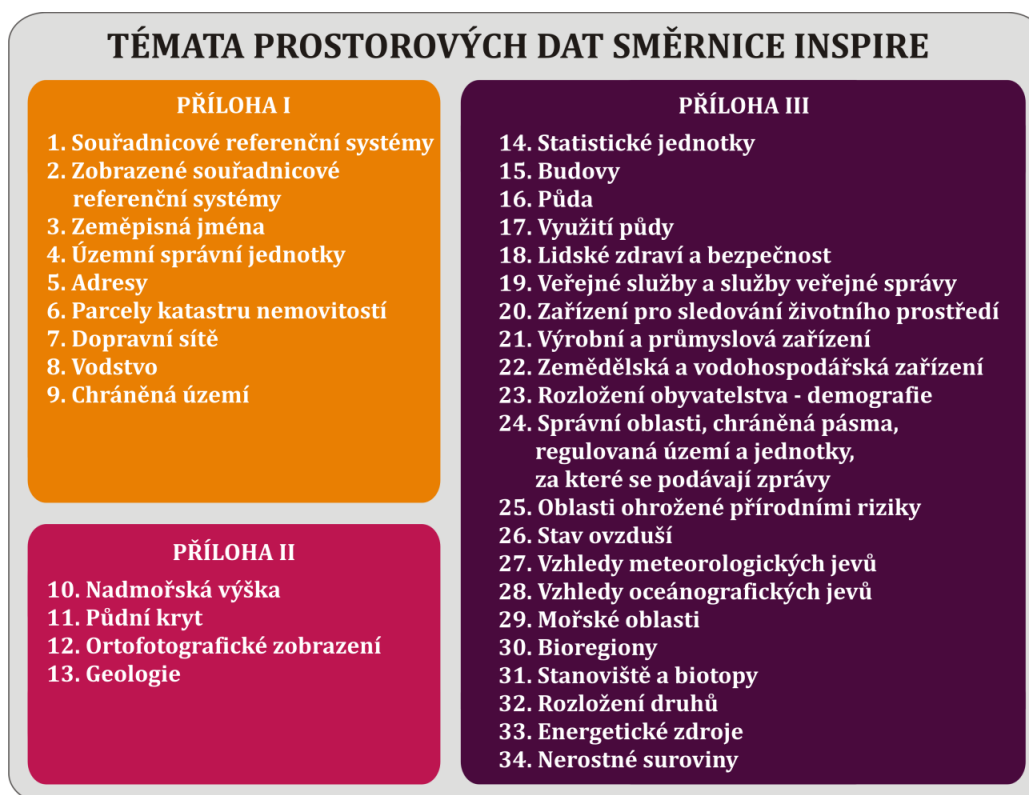 TÉMATA PROSTOROVÝCH DAT SMĚRNICE INSPIRE
PŘÍLOHA I
1. Souřadnicové referenční systémy
2. Zobrazené souřadnicové
referenční systémy
3. Zeměpisná jména
4. Územní správní jednotky
5. Adresy
6. Parcely katastru nemovitostí
7. Dopravní sítě
8. Vodstvo
9. Chráněná území
PŘÍLOHA II
10. Nadmořská výška
11. Půdní kryt
12. Ortofotografické zobrazení
13. Geologie
PŘÍLOHA III
14. Statistické jednotky
15. Budovy
16. Půda
17. Využití půdy
18. Lidské zdraví a bezpečnost
19. Veřejné služby a služby veřejné správy
20. Zařízení pro sledování životního prostředí
21. Výrobní a průmyslová zařízení
22. Zemědělská a vodohospodářská zařízení
23. Rozložení obyvatelstva - demografie
24. Správní oblasti, chráněná pásma,
regulovaná území a jednotky,
za které se podávají zprávy
25. Oblasti ohrožené přírodními riziky
26. Stav ovzduší
27. Vzhledy meteorologických jevů
28. Vzhledy oceánografických jevů
29. Mořské oblasti
30. Bioregiony
31. Stanoviště a biotopy
32. Rozložení druhů
33. Energetické zdroje
34. Nerostné suroviny